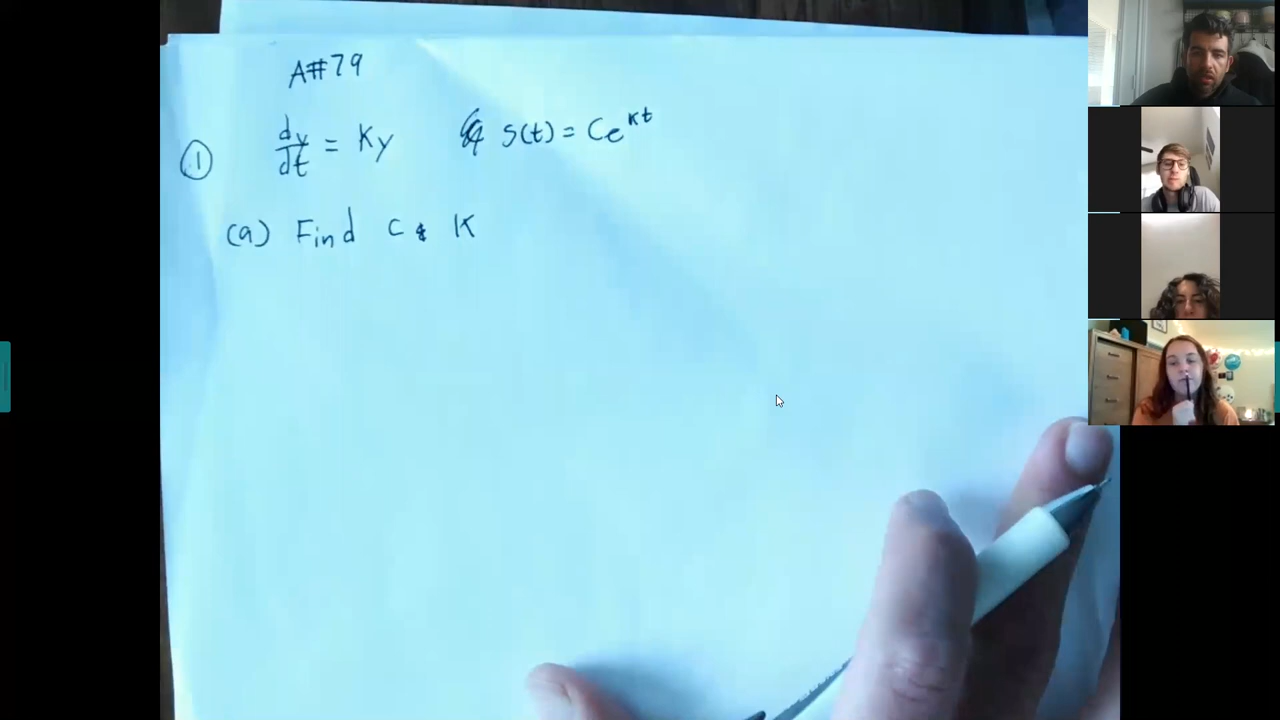 A#79
① dy/dt = Ky S(t) = Ce^Kt
(a) Find C & K